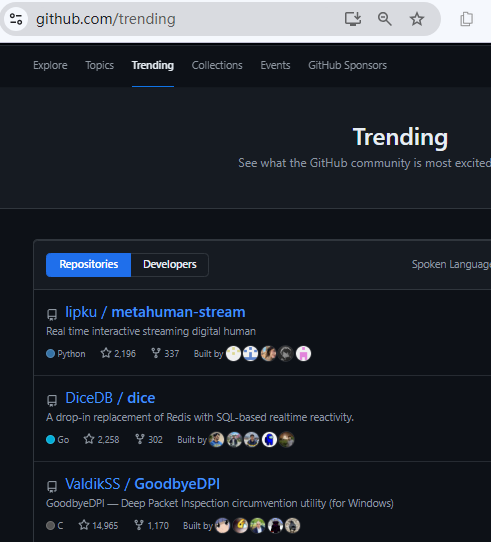 github.com/trending
Explore Topics Trending Collections Events GitHub Sponsors
Trending
See what the GitHub community is most excited
Repositories Developers Spoken Language
lipku / metahuman-stream
Real time interactive streaming digital human
Python 2,196 337 Built by
DiceDB / dice
A drop-in replacement of Redis with SQL-based realtime reactivity.
Go 2,258 302 Built by
ValdikSS / GoodbyeDPI
GoodbyeDPI — Deep Packet Inspection circumvention utility (for Windows)
C 14,965 1,170 Built by